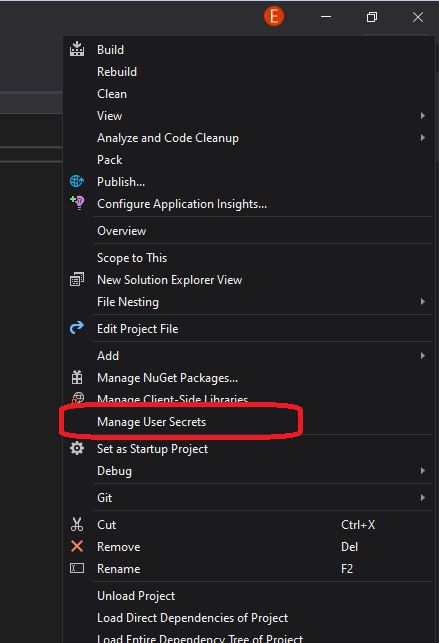 E
Build
Rebuild
Clean
View
Analyze and Code Cleanup
Pack
Publish...
Configure Application Insights...
Overview
Scope to This
New Solution Explorer View
File Nesting
Edit Project File
Add
Manage NuGet Packages...
Manage Client-Side Libraries...
Manage User Secrets
Set as Startup Project
Debug
Git
Cut Ctrl+X
Remove Del
Rename F2
Unload Project
Load Direct Dependencies of Project
Load Entire Dependency Tree of Project